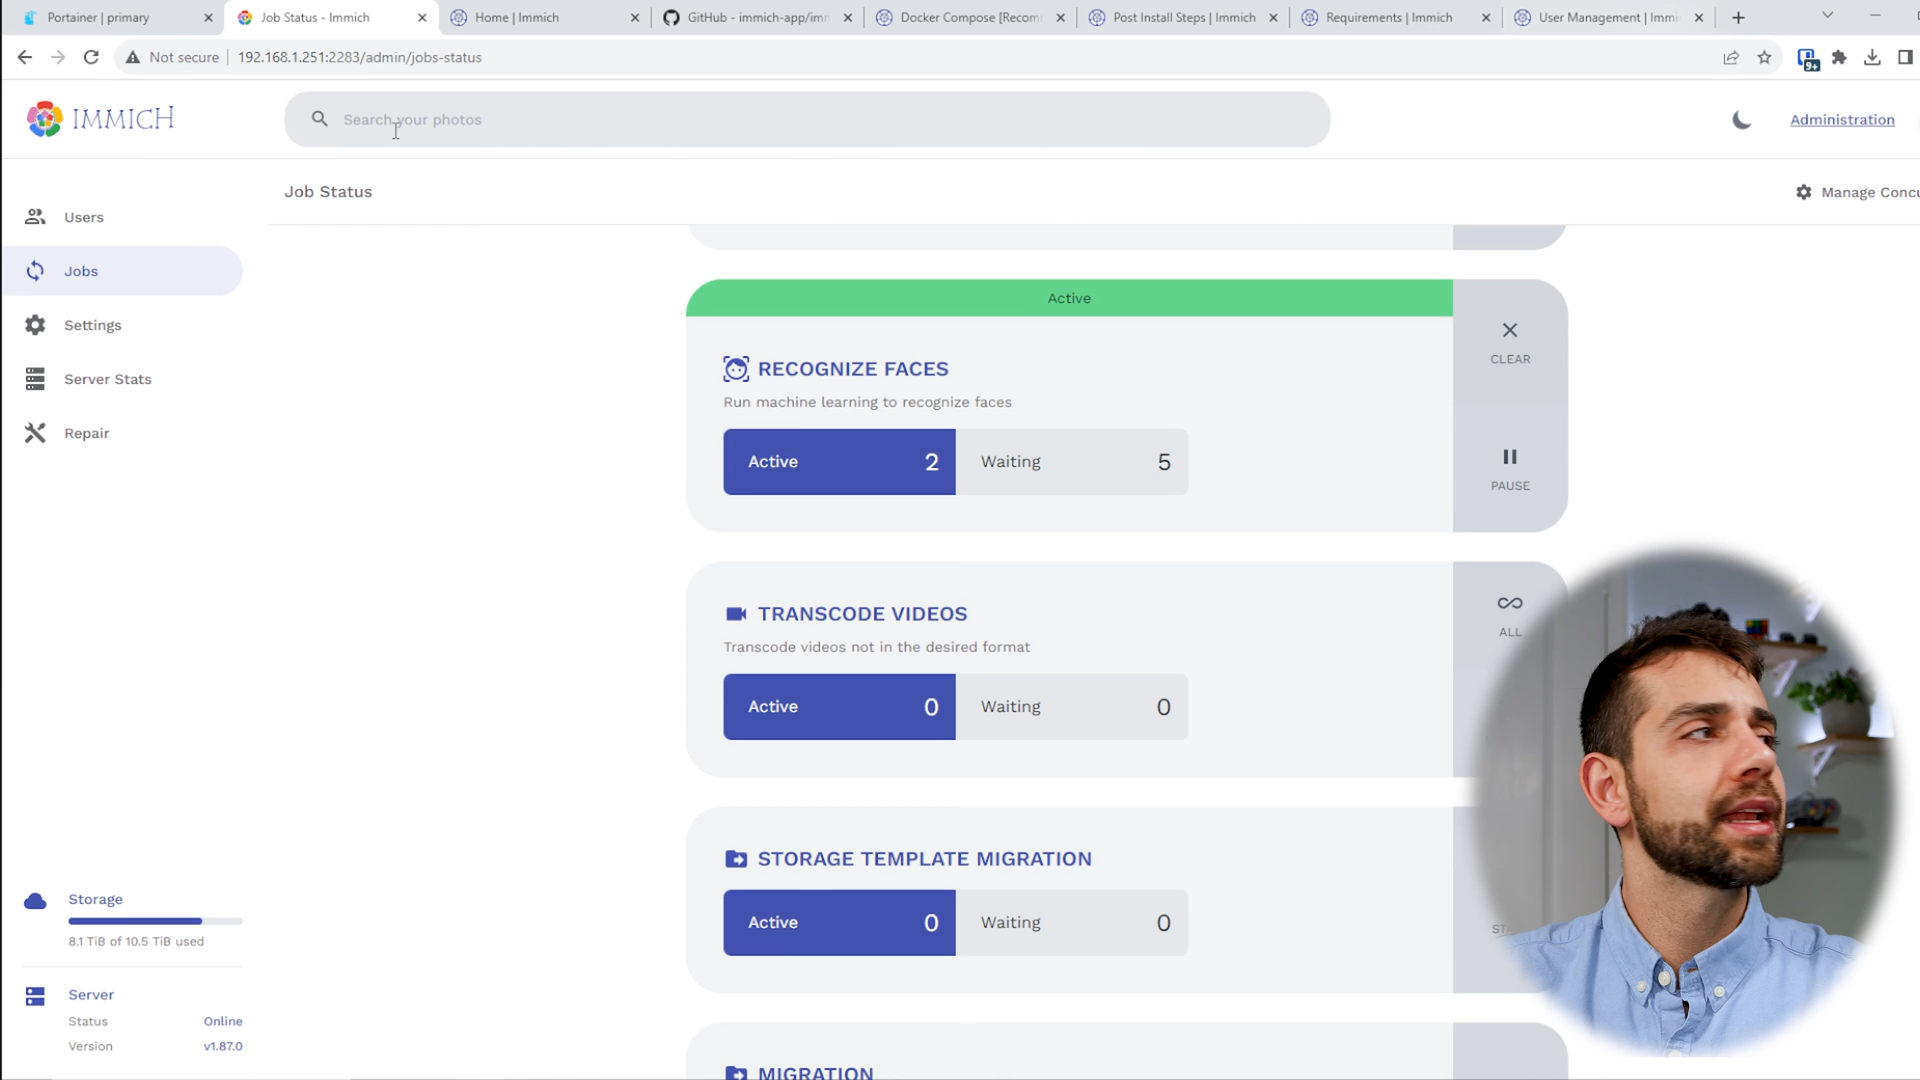 Portainer | primary
Job Status - Immich
Home | Immich
GitHub - immich-app/imm
Docker Compose [Recom
Post Install Steps | Immich
Requirements | Immich
User Management | Immi
Not secure
192.168.1.251:2283/admin/jobs-status
9+
IMMICH
Search your photos
Administration
Job Status
Manage Concu
Users
Jobs
Settings
Server Stats
Repair
Active
CLEAR
RECOGNIZE FACES
Run machine learning to recognize faces
Active 2 Waiting 5
PAUSE
TRANSCODE VIDEOS
ALL
Transcode videos not in the desired format
Active 0 Waiting 0
STORAGE TEMPLATE MIGRATION
Active 0 Waiting 0
MIGRATION
Storage
8.1 TiB of 10.5 TiB used
Server
Status Online
Version v1.87.0